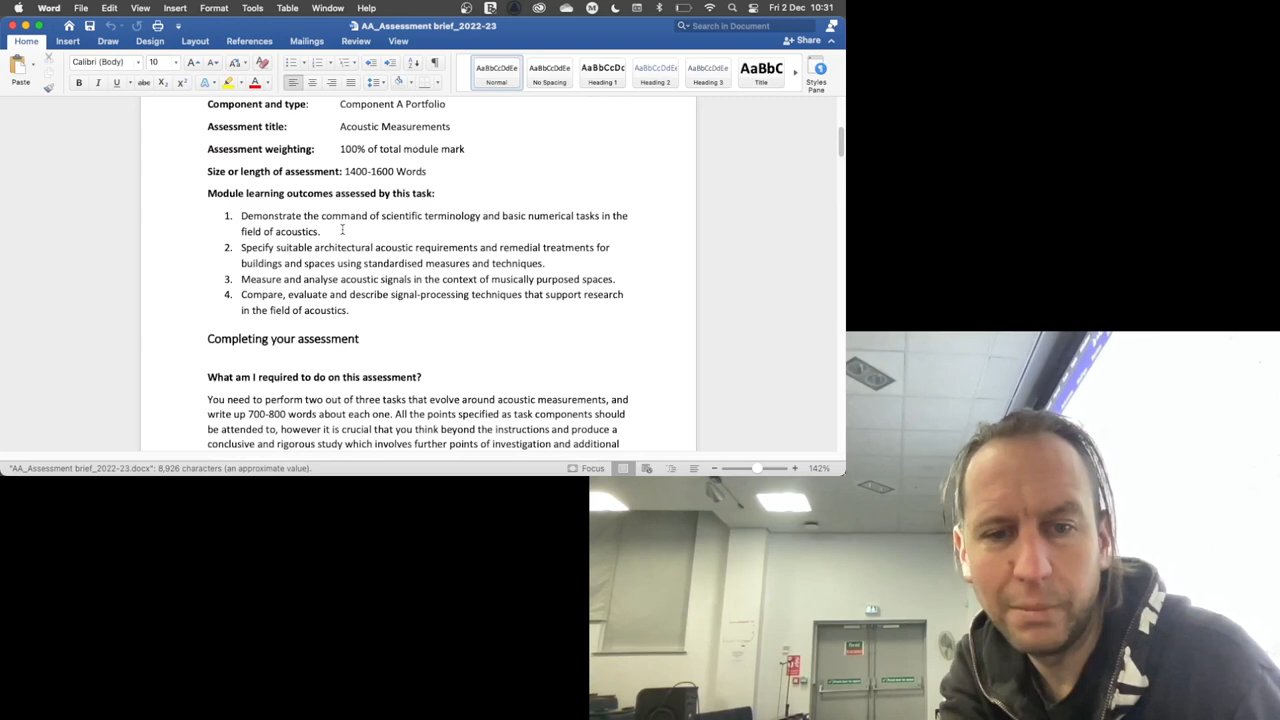 Word File Edit View Insert Format Tools Table Window Help Fri 2 Dec 10:31
AA_Assessment brief_2022-23
Search in Document
Home Insert Draw Design Layout References Mailings Review View Share
Paste
Calibri (Body) 10
AaBbCcDdEe AaBbCcDdEe AaBbCcDc AaBbCcDdEe AaBbCcDdEe AaBbC
Normal No Spacing Heading 1 Heading 2 Heading 3 Title
Styles
Pane
Component and type: Component A Portfolio
Assessment title: Acoustic Measurements
Assessment weighting: 100% of total module mark
Size or length of assessment: 1400-1600 Words
Module learning outcomes assessed by this task:
1. Demonstrate the command of scientific terminology and basic numerical tasks in the
field of acoustics.
2. Specify suitable architectural acoustic requirements and remedial treatments for
buildings and spaces using standardised measures and techniques.
3. Measure and analyse acoustic signals in the context of musically purposed spaces.
4. Compare, evaluate and describe signal-processing techniques that support research
in the field of acoustics.
Completing your assessment
What am I required to do on this assessment?
You need to perform two out of three tasks that evolve around acoustic measurements, and
write up 700-800 words about each one. All the points specified as task components should
be attended to, however it is crucial that you think beyond the instructions and produce a
conclusive and rigorous study which involves further points of investigation and additional
"AA_Assessment brief_2022-23.docx": 8,926 characters (an approximate value).
Focus
142%